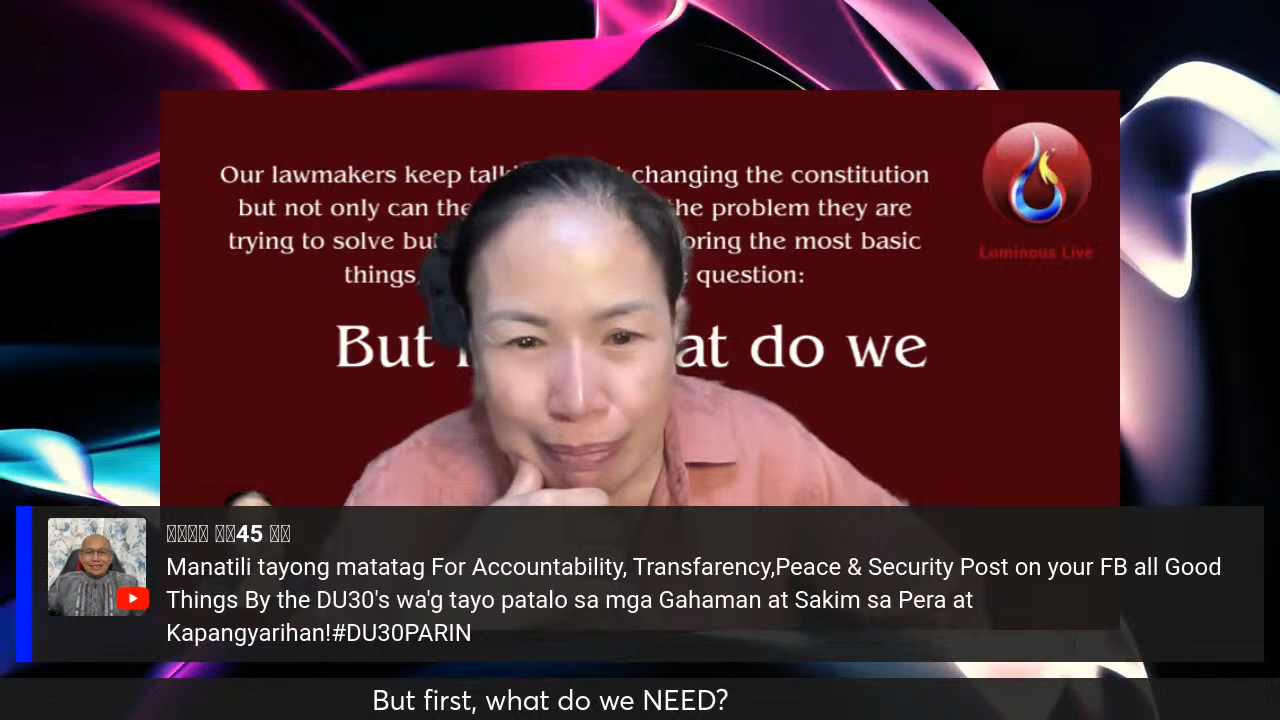 Our lawmakers keep changing the constitution
but not only can the problem they are
trying to solve but the most basic
things question:
But at do we
Luminous Live
45
Manatili tayong matatag For Accountability, Transfarency,Peace & Security Post on your FB all Good
Things By the DU30's wa'g tayo patalo sa mga Gahaman at Sakim sa Pera at
Kapangyarihan!#DU30PARIN
But first, what do we NEED?